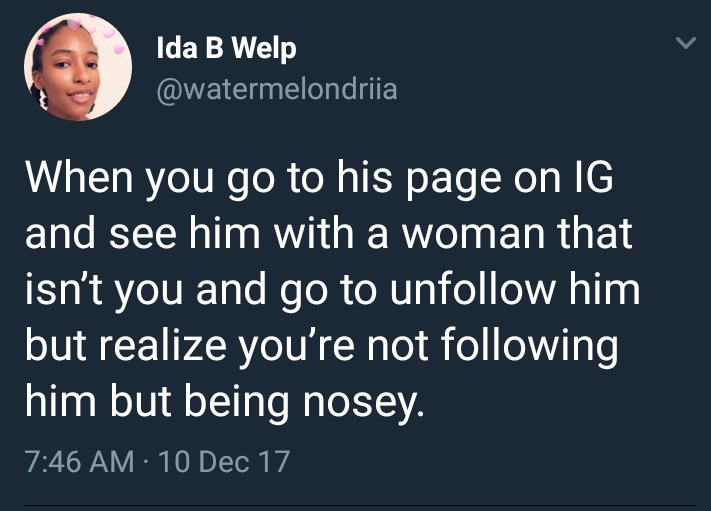 Ida B Welp
@watermelondriia
When you go to his page on IG
and see him with a woman that
isn’t you and go to unfollow him
but realize you’re not following
him but being nosey.
7:46 AM · 10 Dec 17